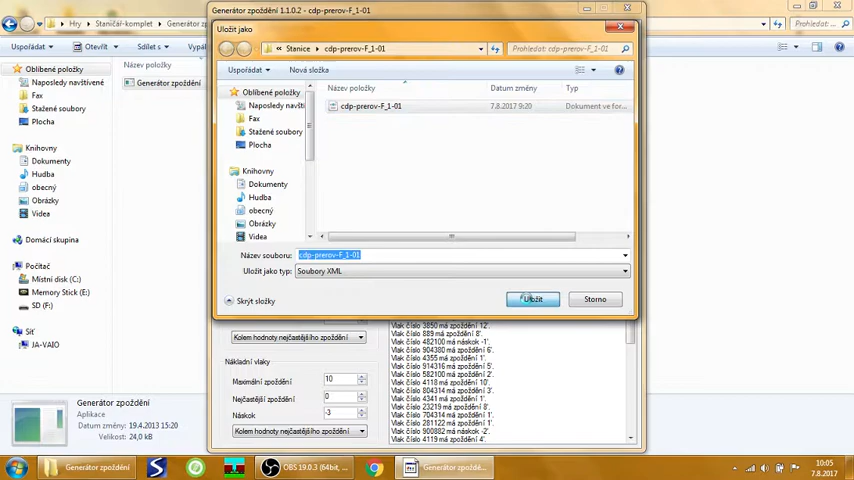 Generátor zpoždění 1.1.0.2 – cdp-prerov-F_1-01
Uložit jako
Hry
Staničář-komplet
Generátor z
Prohledat:
« Stanice
cdp-prerov-F_1-01
Prohledat: cdp-prerov-F_1-01
Uspořádat
Otevřít
Sdílet s
Uspořádat
Nová složka
Oblíbené položky
Naposledy navštívené
Fax
Stažené soubory
Plocha
Knihovny
Dokumenty
Hudba
obecný
Obrázky
Videa
Domácí skupina
Počítač
Místní disk (C:)
Memory Stick (E:)
SD (F:)
Síť
JA-VAIO
Název položky
Generátor zpoždění
Oblíbené položky
Naposledy navští
Fax
Stažené soubory
Plocha
Knihovny
Dokumenty
Hudba
obecný
Obrázky
Videa
Název položky
Datum změny
Typ
cdp-prerov-F_1-01
7.8.2017 9:20
Dokument ve for...
Název souboru:
cdp-prerov-F_1-01
Uložit jako typ:
Soubory XML
Skrýt složky
Uložit
Storno
Kolem hodnoty nejčastějšího zpoždění
Nákladní vlaky
Maximální zpoždění
10
Nejčastější zpoždění
0
Náskok
-3
Kolem hodnoty nejčastějšího zpoždění
Vlak číslo 3850 má zpoždění 12'.
Vlak číslo 889 má zpoždění 8'.
Vlak číslo 482100 má náskok -1'.
Vlak číslo 904380 má zpoždění 6'.
Vlak číslo 4355 má zpoždění 1'.
Vlak číslo 914316 má zpoždění 5'.
Vlak číslo 582100 má zpoždění 2'.
Vlak číslo 4118 má zpoždění 10'.
Vlak číslo 804314 má zpoždění 3'.
Vlak číslo 4341 má zpoždění 1'.
Vlak číslo 23219 má zpoždění 8'.
Vlak číslo 704314 má zpoždění 1'.
Vlak číslo 281122 má zpoždění 1'.
Vlak číslo 900882 má náskok -2'.
Vlak číslo 4119 má zpoždění 4'.
Generátor zpoždění
Aplikace
Datum změny: 19.4.2013 15:20
Velikost: 24,0 kB
Generátor zpoždění
OBS 19.0.3 (64bit, ...
Generátor zpoždě...
10:05
7.8.2017